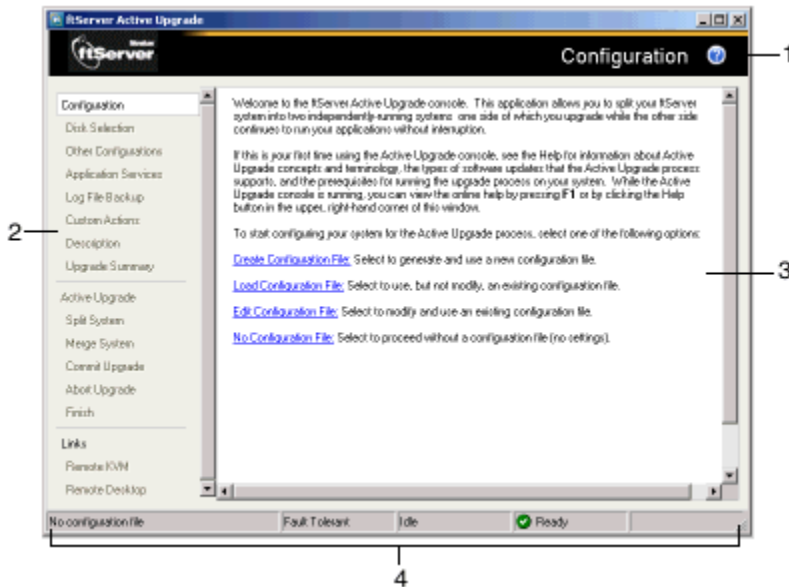 ftServer Active Upgrade
Stratus
ftServer
Configuration ?
1
Configuration
Disk Selection
Other Configurations
Application Services
Log File Backup
Custom Actions
Description
Upgrade Summary
Active Upgrade
Split System
Merge System
Commit Upgrade
Abort Upgrade
Finish
Links
Remote KVM
Remote Desktop
2
Welcome to the ftServer Active Upgrade console. This application allows you to split your ftServer
system into two independently-running systems: one side of which you upgrade while the other side
continues to run your applications without interruption.
If this is your first time using the Active Upgrade console, see the Help for information about Active
Upgrade concepts and terminology, the types of software updates that the Active Upgrade process
supports, and the prerequisites for running the upgrade process on your system. While the Active
Upgrade console is running, you can view the online help by pressing F1 or by clicking the Help
button in the upper, right-hand corner of this window.
To start configuring your system for the Active Upgrade process, select one of the following options:
Create Configuration File: Select to generate and use a new configuration file.
Load Configuration File: Select to use, but not modify, an existing configuration file.
Edit Configuration File: Select to modify and use an existing configuration file.
No Configuration File: Select to proceed without a configuration file (no settings).
3
No configuration file
Fault Tolerant
Idle
Ready
4